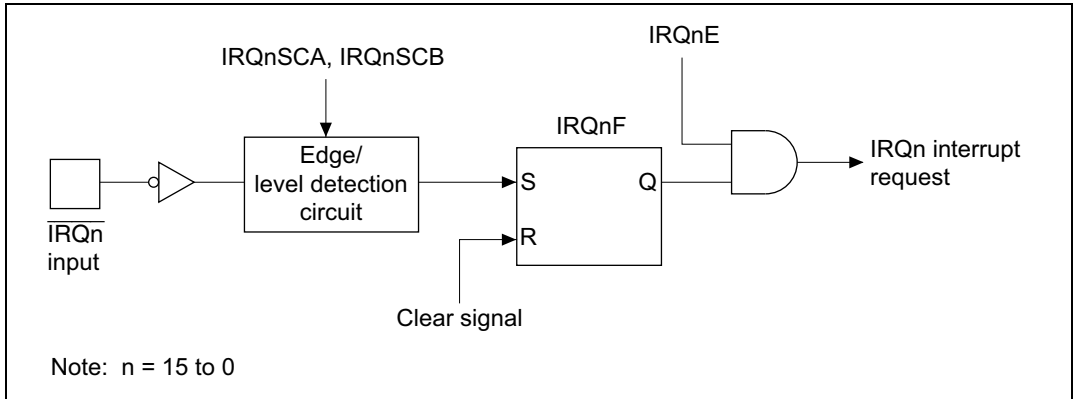 IRQnE
IRQnSCA, IRQnSCB
IRQnF
Edge/
level detection
circuit
S
Q
R
IRQn interrupt
request
IRQn
input
Clear signal
Note: n = 15 to 0